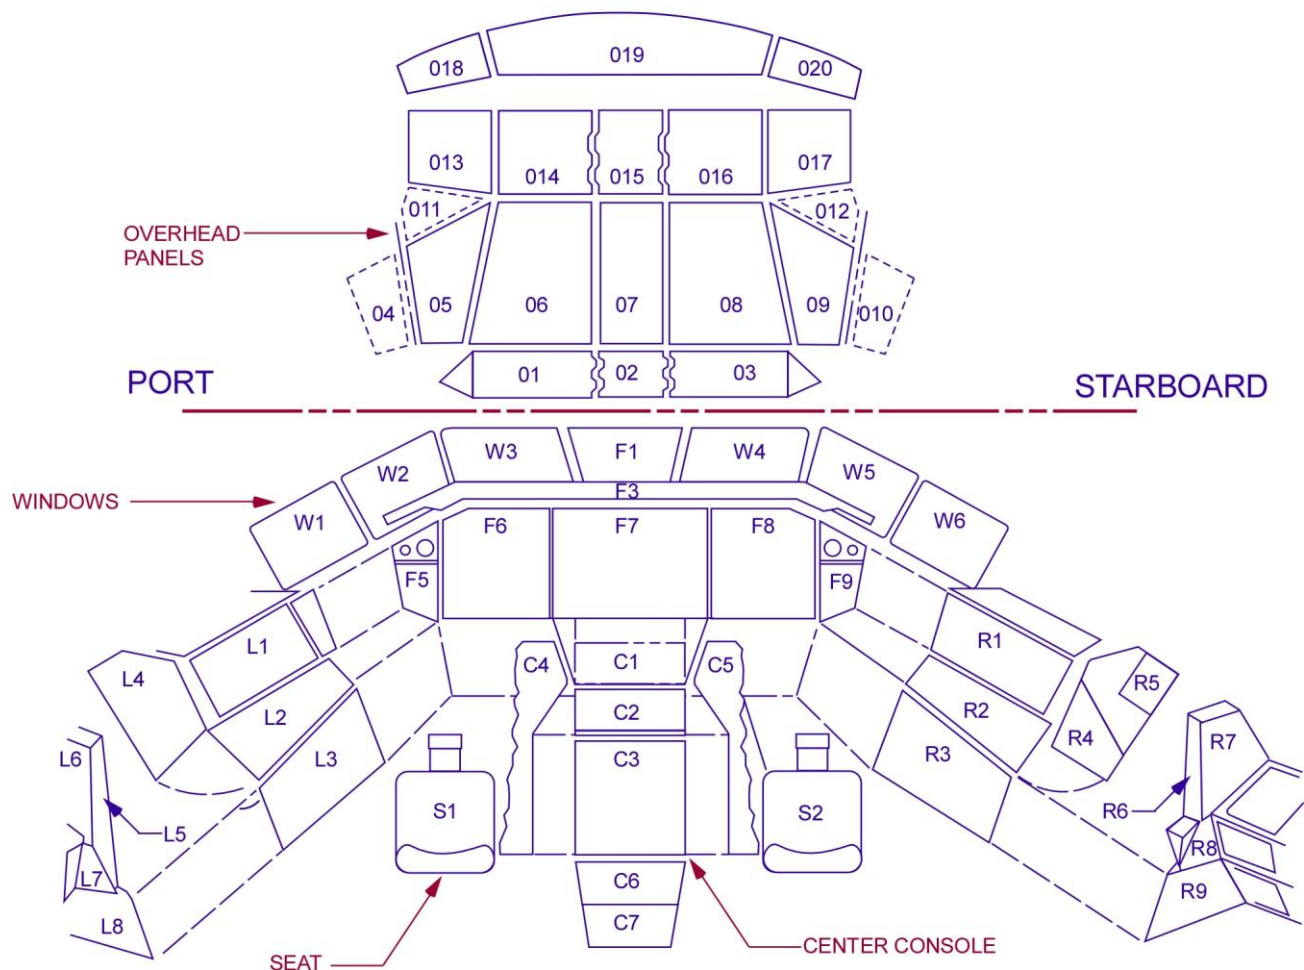 018 019 020
013 014 015 016 017
011 012
OVERHEAD
PANELS
04 05 06 07 08 09 010
01 02 03
PORT STARBOARD
W3 F1 W4
W2 W5
F3
WINDOWS
W1 F6 F7 F8 W6
F5 F9
L1 R1
C4 C1 C5
L4 R5
L2 C2 R2
R4 R7
L6 L3 C3 R3
S1 S2
L5 R6
R8
L7 C6 R9
L8 C7
CENTER CONSOLE
SEAT